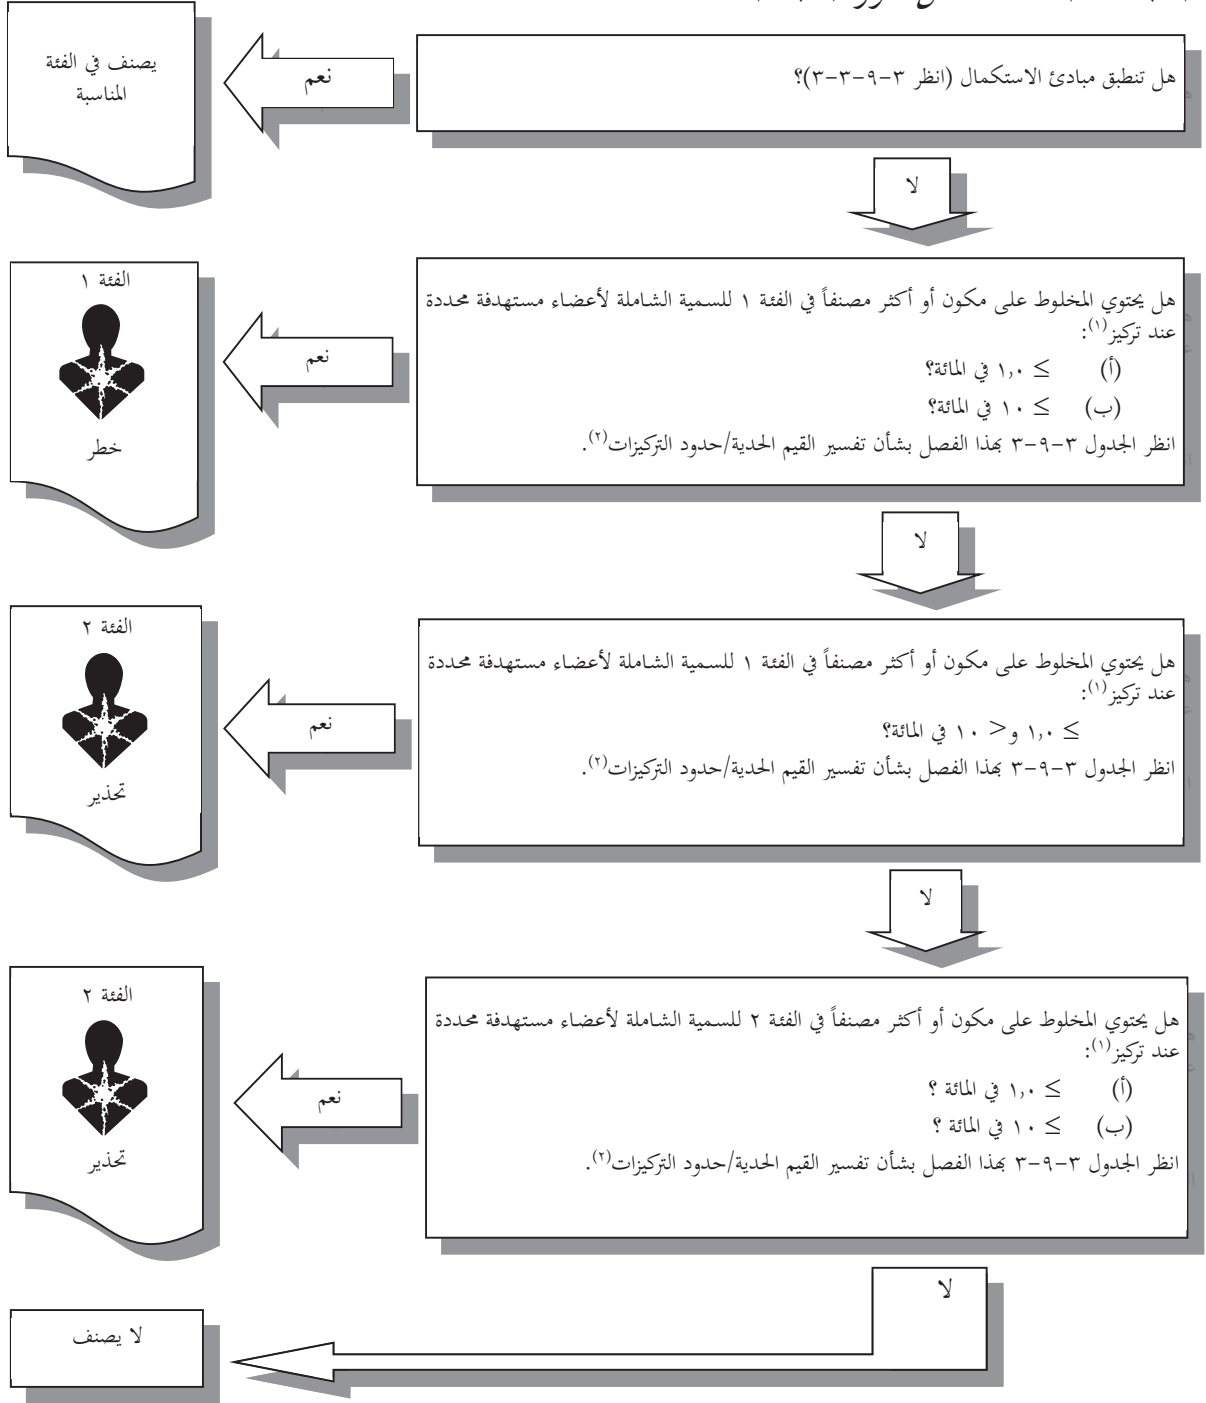 هل تنطبق مبادئ الاستكمال (انظر ٣-٩-٣-٣)؟
نعم
يصنف في الفئة
المناسبة
لا
هل يحتوي المخلوط على مكون أو أكثر مصنفاً في الفئة ١ للسمية الشاملة لأعضاء مستهدفة محددة
عند تركيز(١):
(أ) ≥ ١,٠ في المائة؟
(ب) ≥ ١٠ في المائة؟
انظر الجدول ٣-٩-٣ بهذا الفصل بشأن تفسير القيم الحدية/حدود التركيزات(٢).
نعم
الفئة ١
خطر
لا
هل يحتوي المخلوط على مكون أو أكثر مصنفاً في الفئة ١ للسمية الشاملة لأعضاء مستهدفة محددة
عند تركيز(١):
≥ ١,٠ و< ١٠ في المائة؟
انظر الجدول ٣-٩-٣ بهذا الفصل بشأن تفسير القيم الحدية/حدود التركيزات(٢).
نعم
الفئة ٢
تحذير
لا
هل يحتوي المخلوط على مكون أو أكثر مصنفاً في الفئة ٢ للسمية الشاملة لأعضاء مستهدفة محددة
عند تركيز(١):
(أ) ≥ ١,٠ في المائة ؟
(ب) ≥ ١٠ في المائة ؟
انظر الجدول ٣-٩-٣ بهذا الفصل بشأن تفسير القيم الحدية/حدود التركيزات(٢).
نعم
الفئة ٢
تحذير
لا
لا يصنف